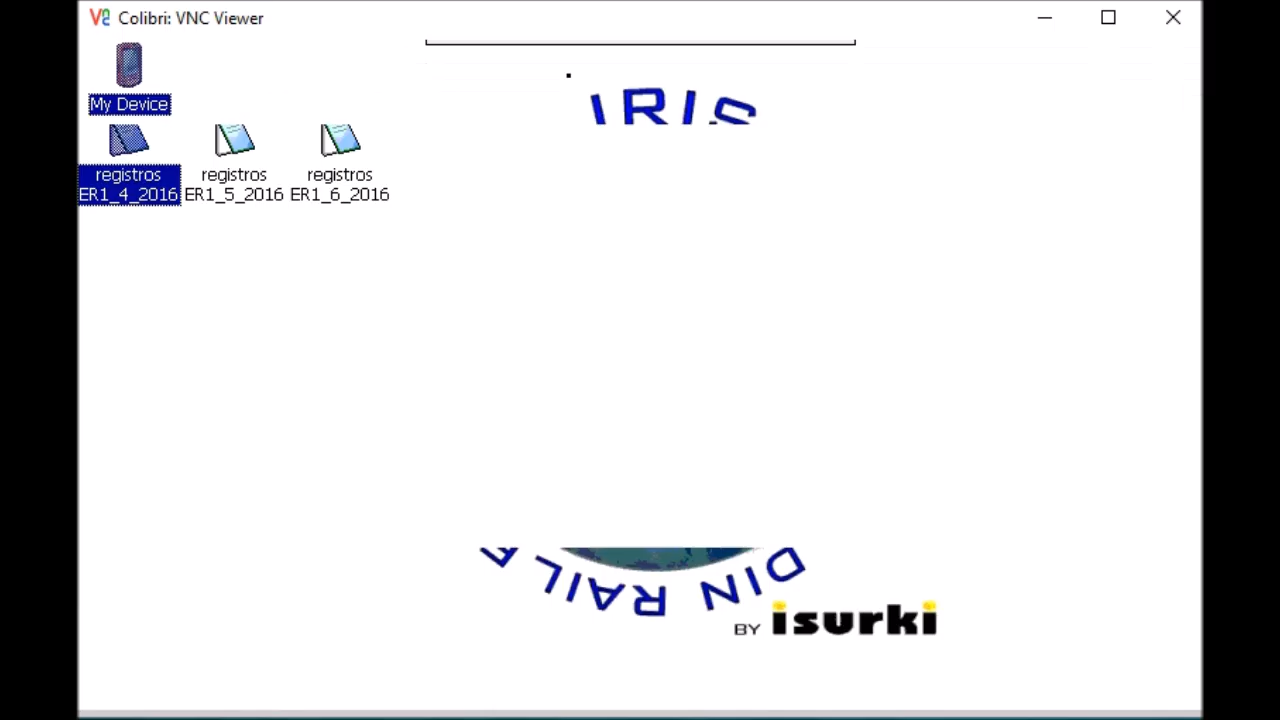 Colibri: VNC Viewer
My Device
registros
ER1_4_2016
registros
ER1_5_2016
registros
ER1_6_2016
IRIS
DIN RAIL
BY isurki